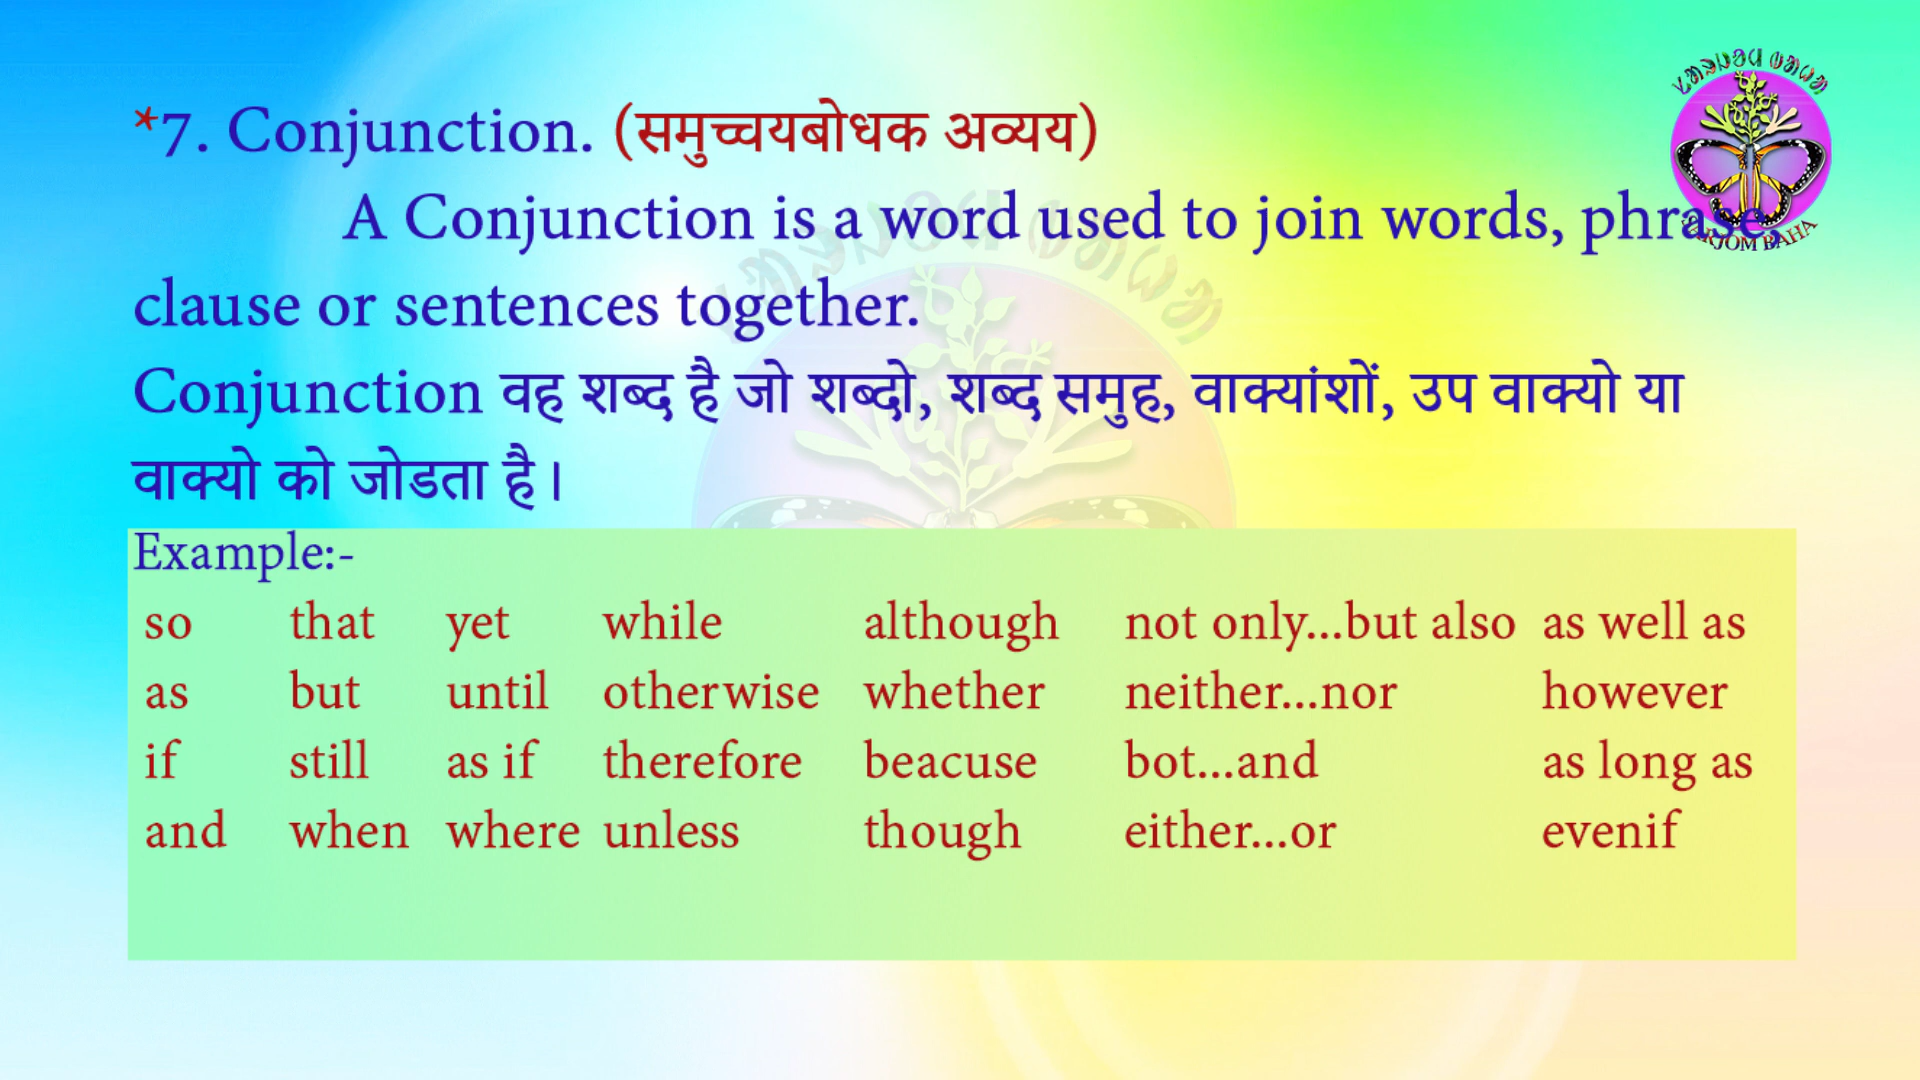 *7. Conjunction. (समुच्चयबोधक अव्यय)
A Conjunction is a word used to join words, phrase,
clause or sentences together.
Conjunction वह शब्द है जो शब्दो, शब्द समुह, वाक्यांशों, उप वाक्यो या
वाक्यो को जोडता है।
Example:-
so that yet while although not only...but also as well as
as but until otherwise whether neither...nor however
if still as if therefore beacuse bot...and as long as
and when where unless though either...or evenif
BAHA